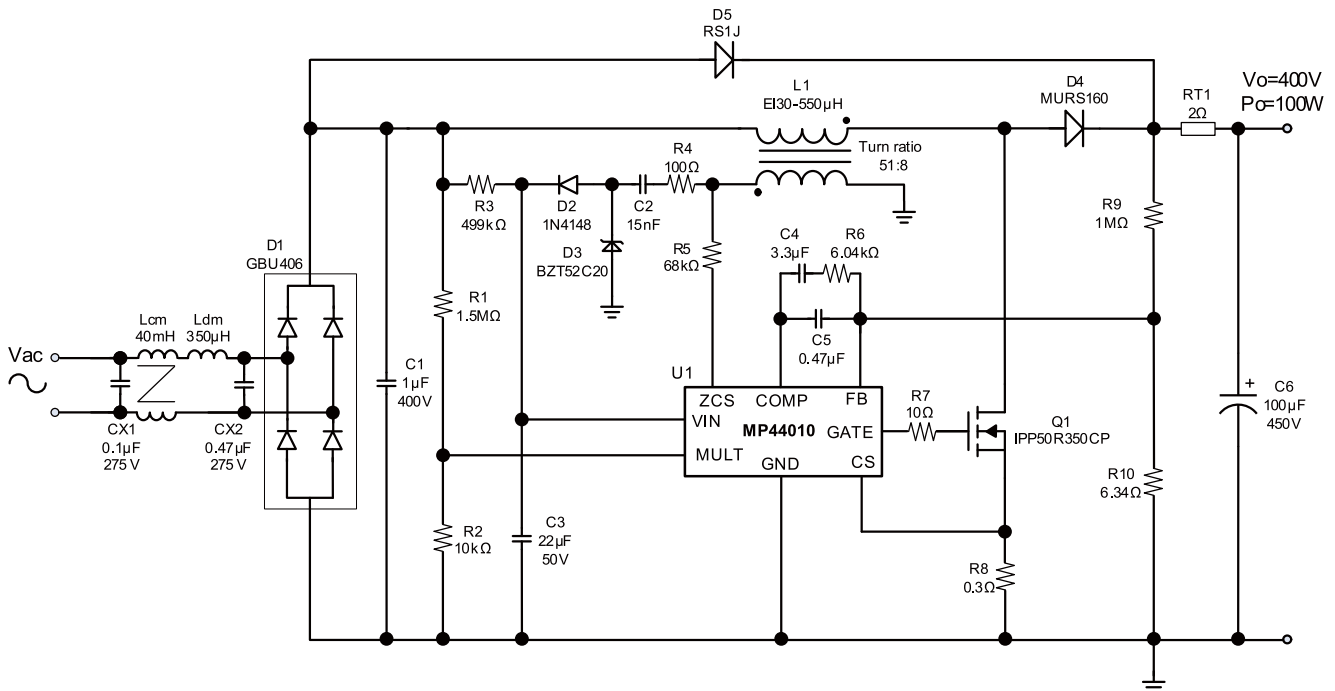 D5
RS1J
L1
EI30-550µH
D4
MURS160
RT1
2Ω
Vo=400V
Po=100W
Turn ratio
51:8
R4
100Ω
R3
499kΩ
D2
1N4148
C2
15nF
D3
BZT52C20
R5
68kΩ
C4
3.3µF
R6
6.04kΩ
C5
0.47µF
R9
1MΩ
D1
GBU406
R1
1.5MΩ
Lcm
40mH
Ldm
350µH
Vac
CX1
0.1µF
275V
CX2
0.47µF
275V
C1
1µF
400V
U1
ZCS
COMP
FB
VIN
MP44010
GATE
MULT
GND
CS
R7
10Ω
Q1
IPP50R350CP
+
C6
100µF
450V
R10
6.34Ω
R2
10kΩ
C3
22µF
50V
R8
0.3Ω